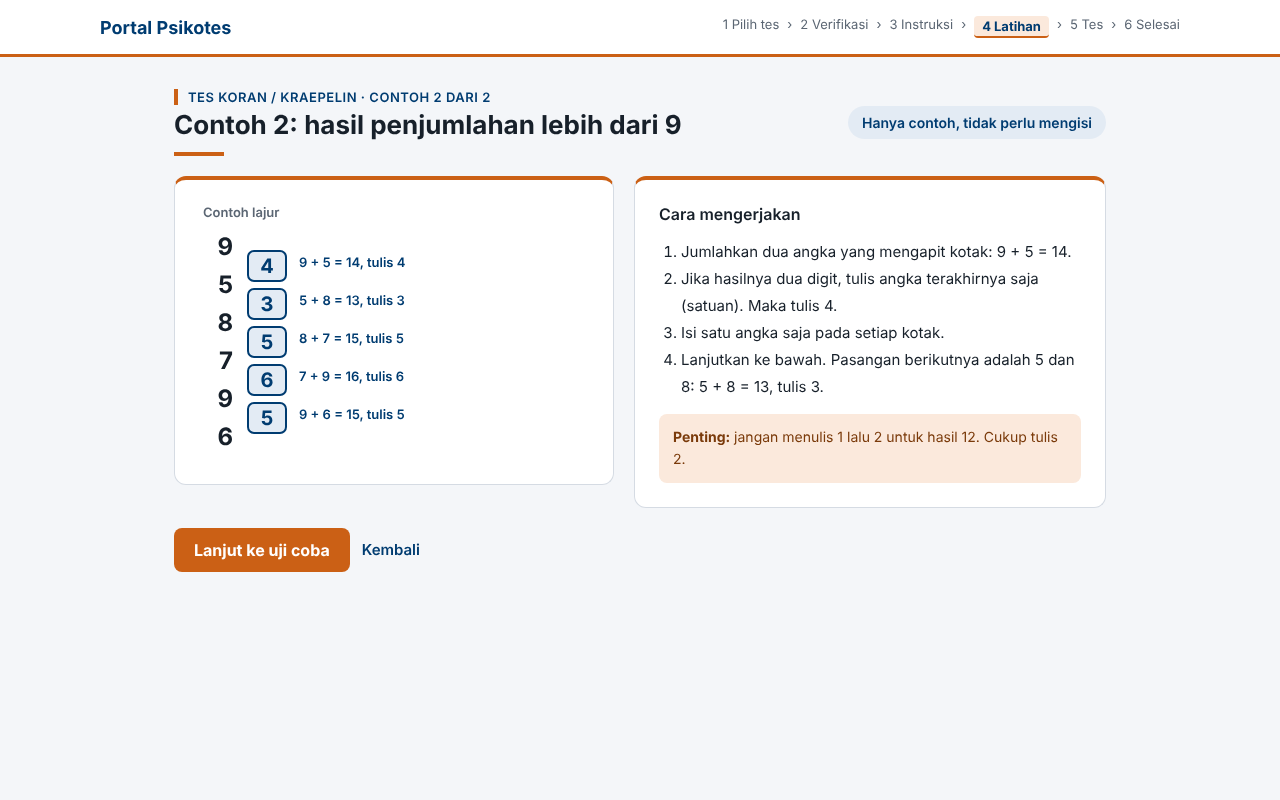 Portal Psikotes
1 Pilih tes › 2 Verifikasi › 3 Instruksi › 4 Latihan › 5 Tes › 6 Selesai
TES KORAN / KRAEPELIN · CONTOH 2 DARI 2
Contoh 2: hasil penjumlahan lebih dari 9
Hanya contoh, tidak perlu mengisi
Contoh lajur
9
4 9 + 5 = 14, tulis 4
5
3 5 + 8 = 13, tulis 3
8
5 8 + 7 = 15, tulis 5
7
6 7 + 9 = 16, tulis 6
9
5 9 + 6 = 15, tulis 5
6
Cara mengerjakan
1. Jumlahkan dua angka yang mengapit kotak: 9 + 5 = 14.
2. Jika hasilnya dua digit, tulis angka terakhirnya saja
(satuan). Maka tulis 4.
3. Isi satu angka saja pada setiap kotak.
4. Lanjutkan ke bawah. Pasangan berikutnya adalah 5 dan
8: 5 + 8 = 13, tulis 3.
Penting: jangan menulis 1 lalu 2 untuk hasil 12. Cukup tulis
2.
Lanjut ke uji coba
Kembali